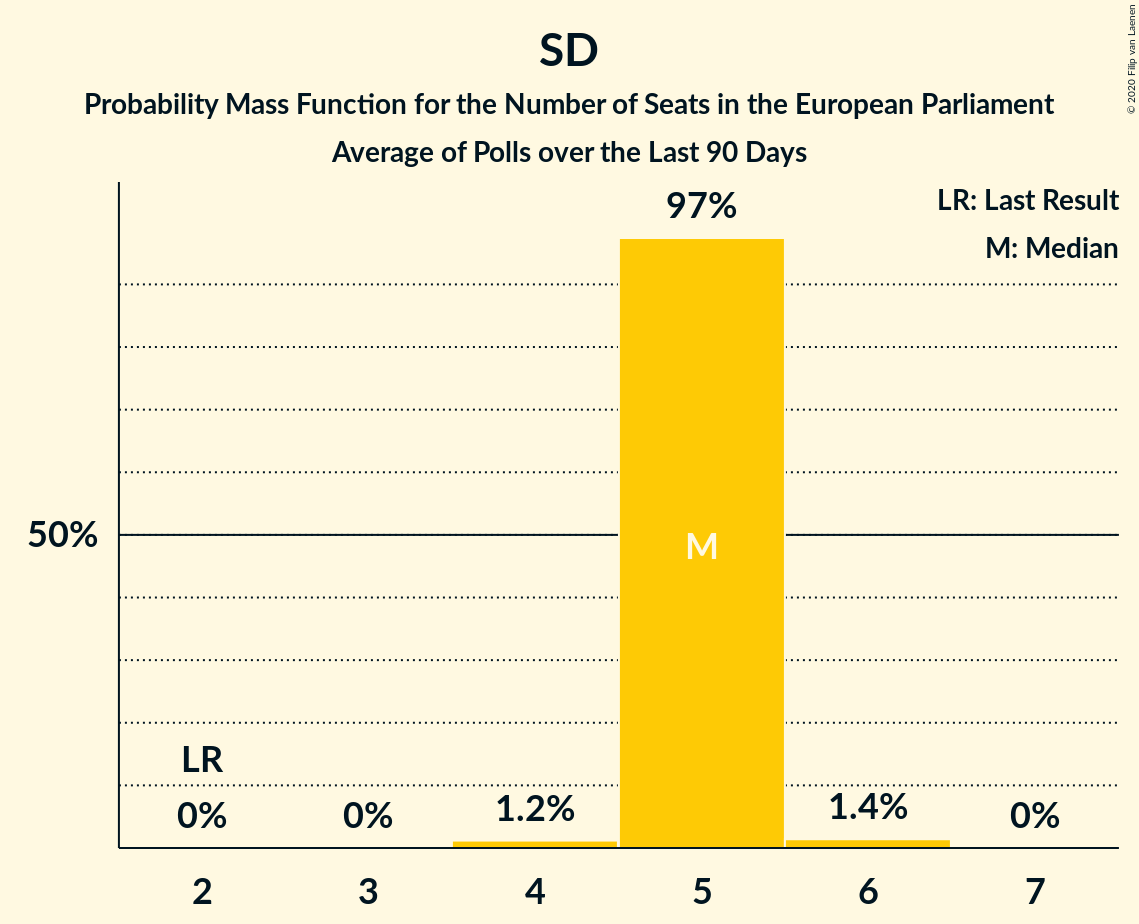 SD
Probability Mass Function for the Number of Seats in the European Parliament
Average of Polls over the Last 90 Days
© 2020 Filip van Laenen
LR: Last Result
M: Median
97%
50%
M
LR
0%
0%
1.2%
1.4%
0%
2
3
4
5
6
7